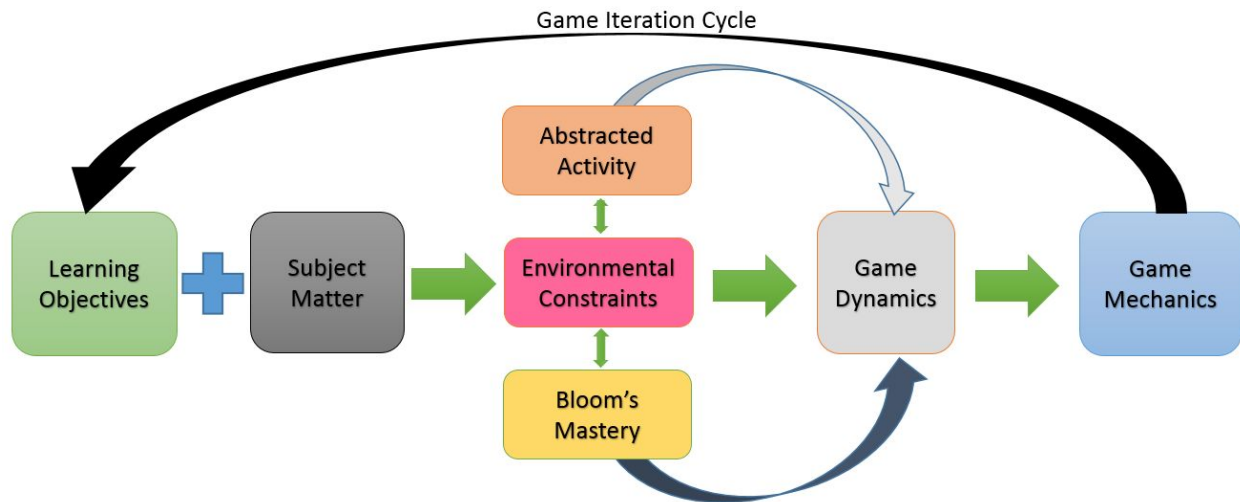 Game Iteration Cycle
Abstracted
Activity
Learning
Objectives
Subject
Matter
Environmental
Constraints
Game
Dynamics
Game
Mechanics
Bloom’s
Mastery